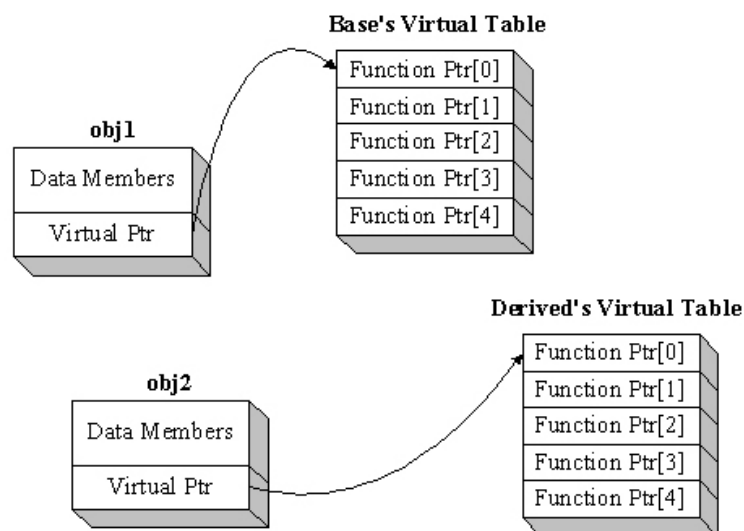 Base's Virtual Table
Function Ptr[0]
Function Ptr[1]
Function Ptr[2]
Function Ptr[3]
Function Ptr[4]
obj1
Data Members
Virtual Ptr
Derived's Virtual Table
Function Ptr[0]
Function Ptr[1]
Function Ptr[2]
Function Ptr[3]
Function Ptr[4]
obj2
Data Members
Virtual Ptr